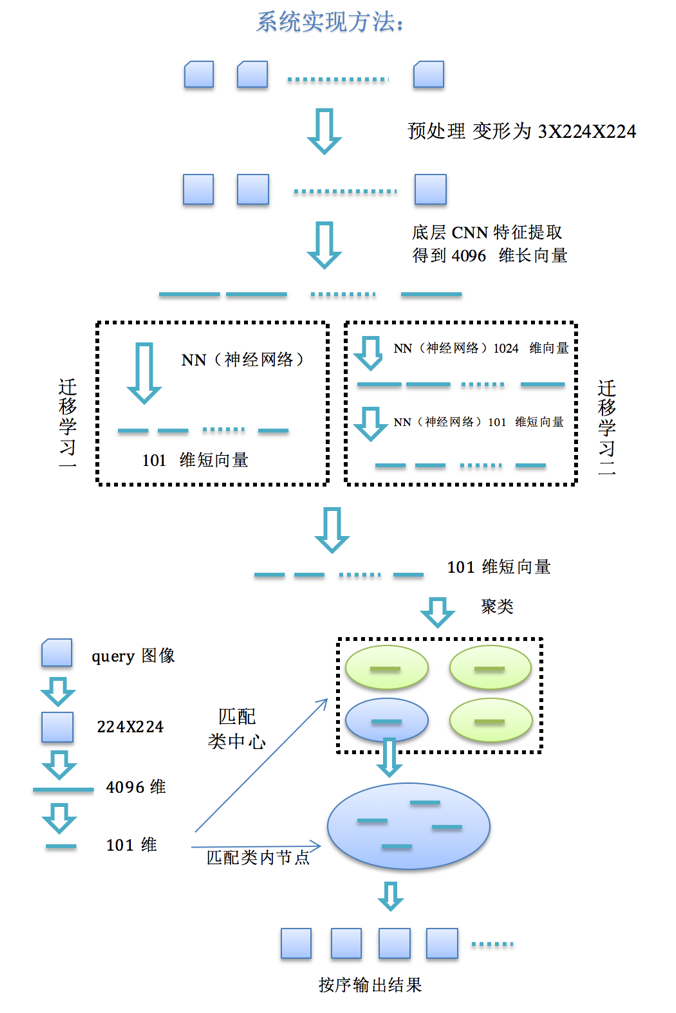 系统实现方法：
预处理 变形为 3X224X224
底层 CNN 特征提取
得到 4096 维长向量
迁移学习一
NN（神经网络）
101 维短向量
NN（神经网络）1024 维向量
NN（神经网络）101 维短向量
迁移学习二
101 维短向量
聚类
query 图像
224X224
4096 维
101 维
匹配
类中心
匹配类内节点
按序输出结果